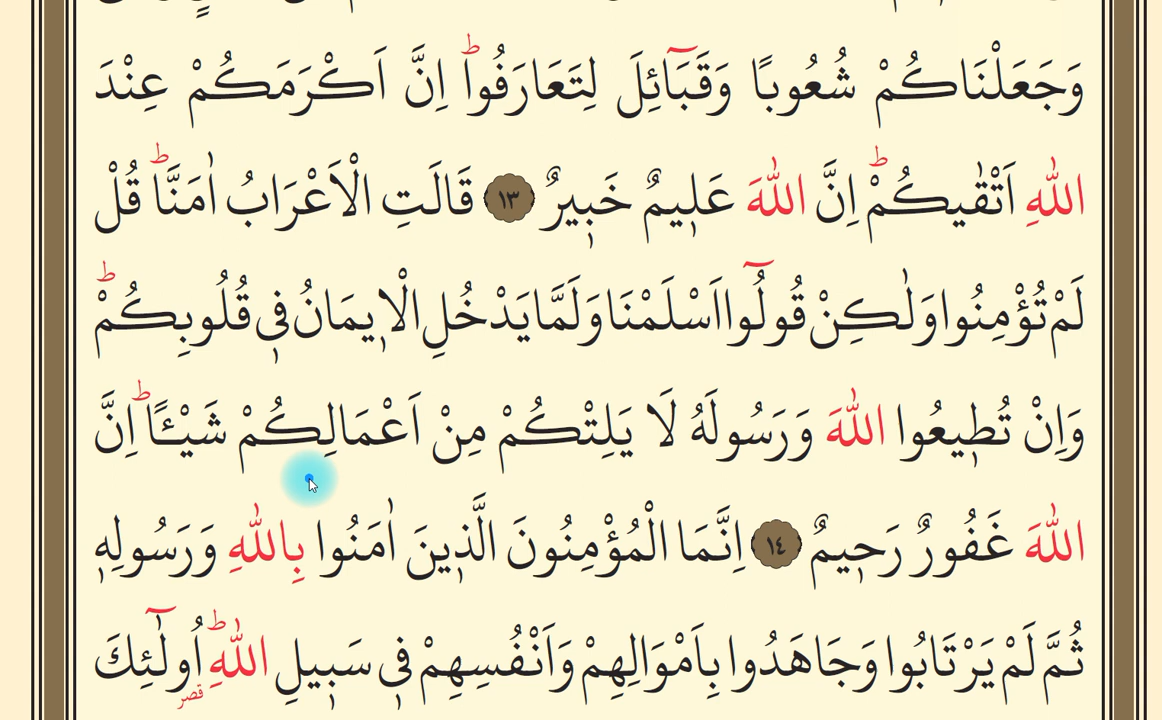 وَجَعَلْنَاكُمْ شُعُوبًا وَقَبَٓائِلَ لِتَعَارَفُواۜ اِنَّ اَكْرَمَكُمْ عِنْدَ
اللّٰهِ اَتْقٰيكُمْۜ اِنَّ اللّٰهَ عَلٖيمٌ خَبٖيرٌ ١٣ قَالَتِ الْاَعْرَابُ اٰمَنَّاۜ قُلْ
لَمْ تُؤْمِنُوا وَلٰكِنْ قُولُٓوا اَسْلَمْنَا وَلَمَّا يَدْخُلِ الْاٖيمَانُ فٖي قُلُوبِكُمْۜ
وَاِنْ تُطٖيعُوا اللّٰهَ وَرَسُولَهُ لَا يَلِتْكُمْ مِنْ اَعْمَالِكُمْ شَيْـًٔاۜ اِنَّ
اللّٰهَ غَفُورٌ رَحٖيمٌ ١٤ اِنَّمَا الْمُؤْمِنُونَ الَّذٖينَ اٰمَنُوا بِاللّٰهِ وَرَسُولِهٖ
ثُمَّ لَمْ يَرْتَابُوا وَجَاهَدُوا بِاَمْوَالِهِمْ وَاَنْفُسِهِمْ فٖي سَبٖيلِ اللّٰهِۜ اُو۬لٰٓئِكَ
قصر